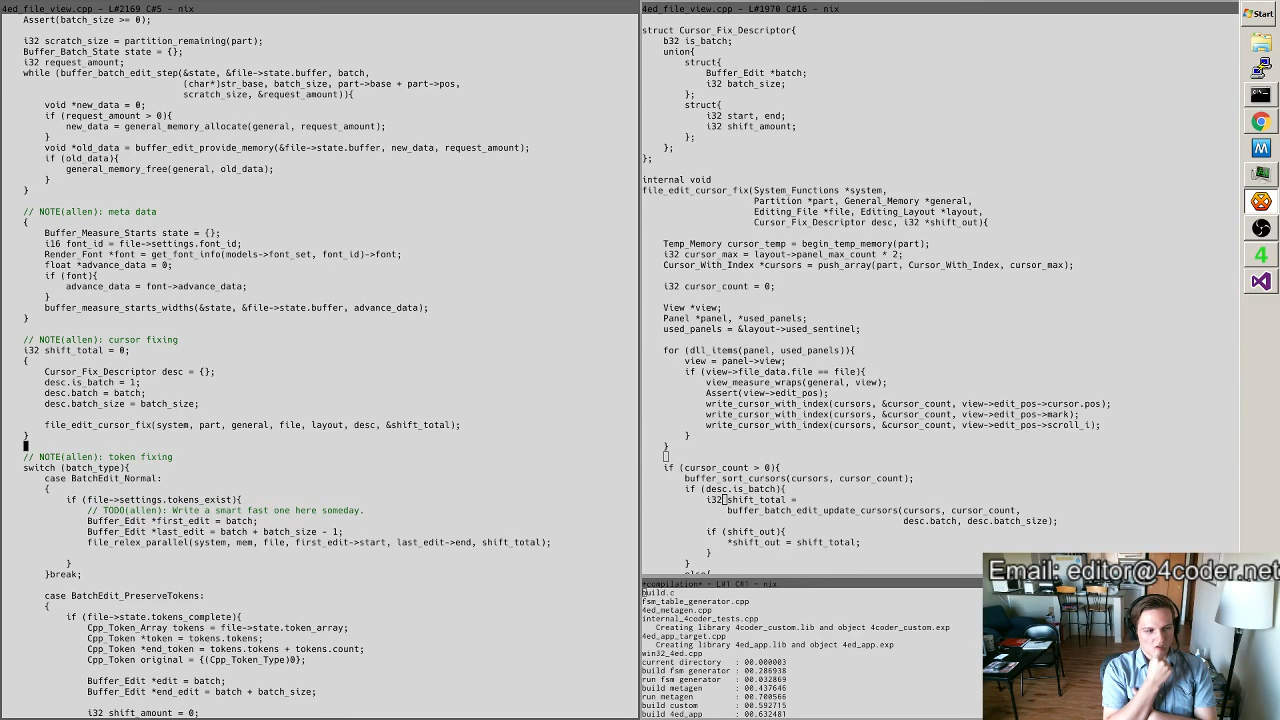 4ed_file_view.cpp - L#2169 C#5 - nix
Assert(batch_size >= 0);
i32 scratch_size = partition_remaining(part);
Buffer_Batch_State state = {};
i32 request_amount;
while (buffer_batch_edit_step(&state, &file->state.buffer, batch,
(char*)str_base, batch_size, part->base + part->pos,
scratch_size, &request_amount)){
void *new_data = 0;
if (request_amount > 0){
new_data = general_memory_allocate(general, request_amount);
}
void *old_data = buffer_edit_provide_memory(&file->state.buffer, new_data, request_amount);
if (old_data){
general_memory_free(general, old_data);
}
}
// NOTE(allen): meta data
{
Buffer_Measure_Starts state = {};
i16 font_id = file->settings.font_id;
Render_Font *font = get_font_info(models->font_set, font_id)->font;
float *advance_data = 0;
if (font){
advance_data = font->advance_data;
}
buffer_measure_starts_widths(&state, &file->state.buffer, advance_data);
}
// NOTE(allen): cursor fixing
i32 shift_total = 0;
{
Cursor_Fix_Descriptor desc = {};
desc.is_batch = 1;
desc.batch = batch;
desc.batch_size = batch_size;
file_edit_cursor_fix(system, part, general, file, layout, desc, &shift_total);
}
// NOTE(allen): token fixing
switch (batch_type){
case BatchEdit_Normal:
{
if (file->settings.tokens_exist){
// TODO(allen): Write a smart fast one here someday.
Buffer_Edit *first_edit = batch;
Buffer_Edit *last_edit = batch + batch_size - 1;
file_relex_parallel(system, mem, file, first_edit->start, last_edit->end, shift_total);
}
}break;
case BatchEdit_PreserveTokens:
{
if (file->state.tokens_complete){
Cpp_Token_Array tokens = file->state.token_array;
Cpp_Token *token = tokens.tokens;
Cpp_Token *end_token = tokens.tokens + tokens.count;
Cpp_Token original = {(Cpp_Token_Type)0};
Buffer_Edit *edit = batch;
Buffer_Edit *end_edit = batch + batch_size;
i32 shift_amount = 0;
4ed_file_view.cpp - L#1970 C#16 - nix
struct Cursor_Fix_Descriptor{
b32 is_batch;
union{
struct{
Buffer_Edit *batch;
i32 batch_size;
};
struct{
i32 start, end;
i32 shift_amount;
};
};
};
internal void
file_edit_cursor_fix(System_Functions *system,
Partition *part, General_Memory *general,
Editing_File *file, Editing_Layout *layout,
Cursor_Fix_Descriptor desc, i32 *shift_out){
Temp_Memory cursor_temp = begin_temp_memory(part);
i32 cursor_max = layout->panel_max_count * 2;
Cursor_With_Index *cursors = push_array(part, Cursor_With_Index, cursor_max);
i32 cursor_count = 0;
View *view;
Panel *panel, *used_panels;
used_panels = &layout->used_sentinel;
for (dll_items(panel, used_panels)){
view = panel->view;
if (view->file_data.file == file){
view_measure_wraps(general, view);
Assert(view->edit_pos);
write_cursor_with_index(cursors, &cursor_count, view->edit_pos->cursor.pos);
write_cursor_with_index(cursors, &cursor_count, view->edit_pos->mark);
write_cursor_with_index(cursors, &cursor_count, view->edit_pos->scroll_i);
}
}
if (cursor_count > 0){
buffer_sort_cursors(cursors, cursor_count);
if (desc.is_batch){
i32 shift_total =
buffer_batch_edit_update_cursors(cursors, cursor_count,
desc.batch, desc.batch_size);
if (shift_out){
*shift_out = shift_total;
}
}
else{
*compilation* - L#1 C#1 - nix
build.c
fsm_table_generator.cpp
4ed_metagen.cpp
internal_4coder_tests.cpp
Creating library 4coder_custom.lib and object 4coder_custom.exp
4ed_app_target.cpp
Creating library 4ed_app.lib and object 4ed_app.exp
win32_4ed.cpp
current directory : 00.000003
build fsm generator : 00.286938
run fsm generator : 00.032869
build metagen : 00.437646
run metagen : 00.700566
build custom : 00.592715
build 4ed_app : 00.632481
Email: editor@4coder.net
Start
M
4